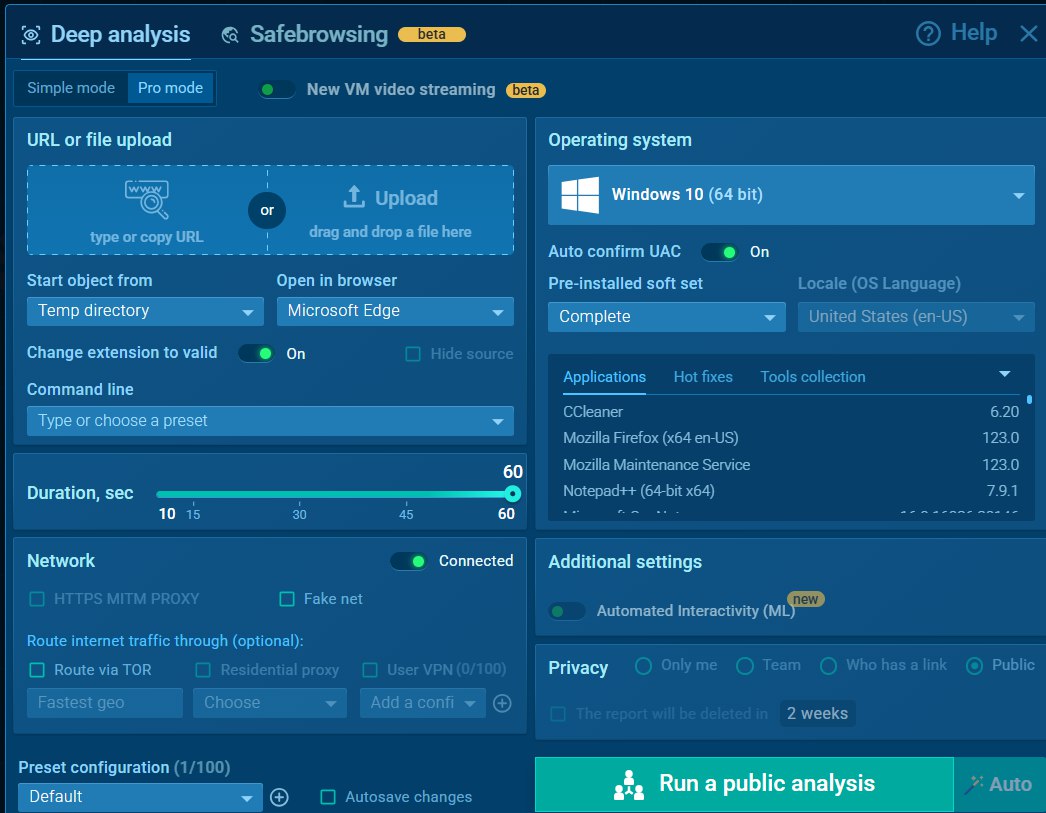 Deep analysis Safebrowsing beta Help
Simple mode Pro mode New VM video streaming beta
URL or file upload
www
type or copy URL
or
Upload
drag and drop a file here
Start object from Open in browser
Temp directory Microsoft Edge
Change extension to valid On Hide source
Command line
Type or choose a preset
60
Duration, sec
10 15 30 45 60
Network Connected
HTTPS MITM PROXY Fake net
Route internet traffic through (optional):
Route via TOR Residential proxy User VPN (0/100)
Fastest geo Choose Add a confi
Preset configuration (1/100)
Default Autosave changes
Operating system
Windows 10 (64 bit)
Auto confirm UAC On
Pre-installed soft set Locale (OS Language)
Complete United States (en-US)
Applications Hot fixes Tools collection
CCleaner 6.20
Mozilla Firefox (x64 en-US) 123.0
Mozilla Maintenance Service 123.0
Notepad++ (64-bit x64) 7.9.1
Additional settings
Automated Interactivity (ML) new
Privacy Only me Team Who has a link Public
The report will be deleted in 2 weeks
Run a public analysis Auto